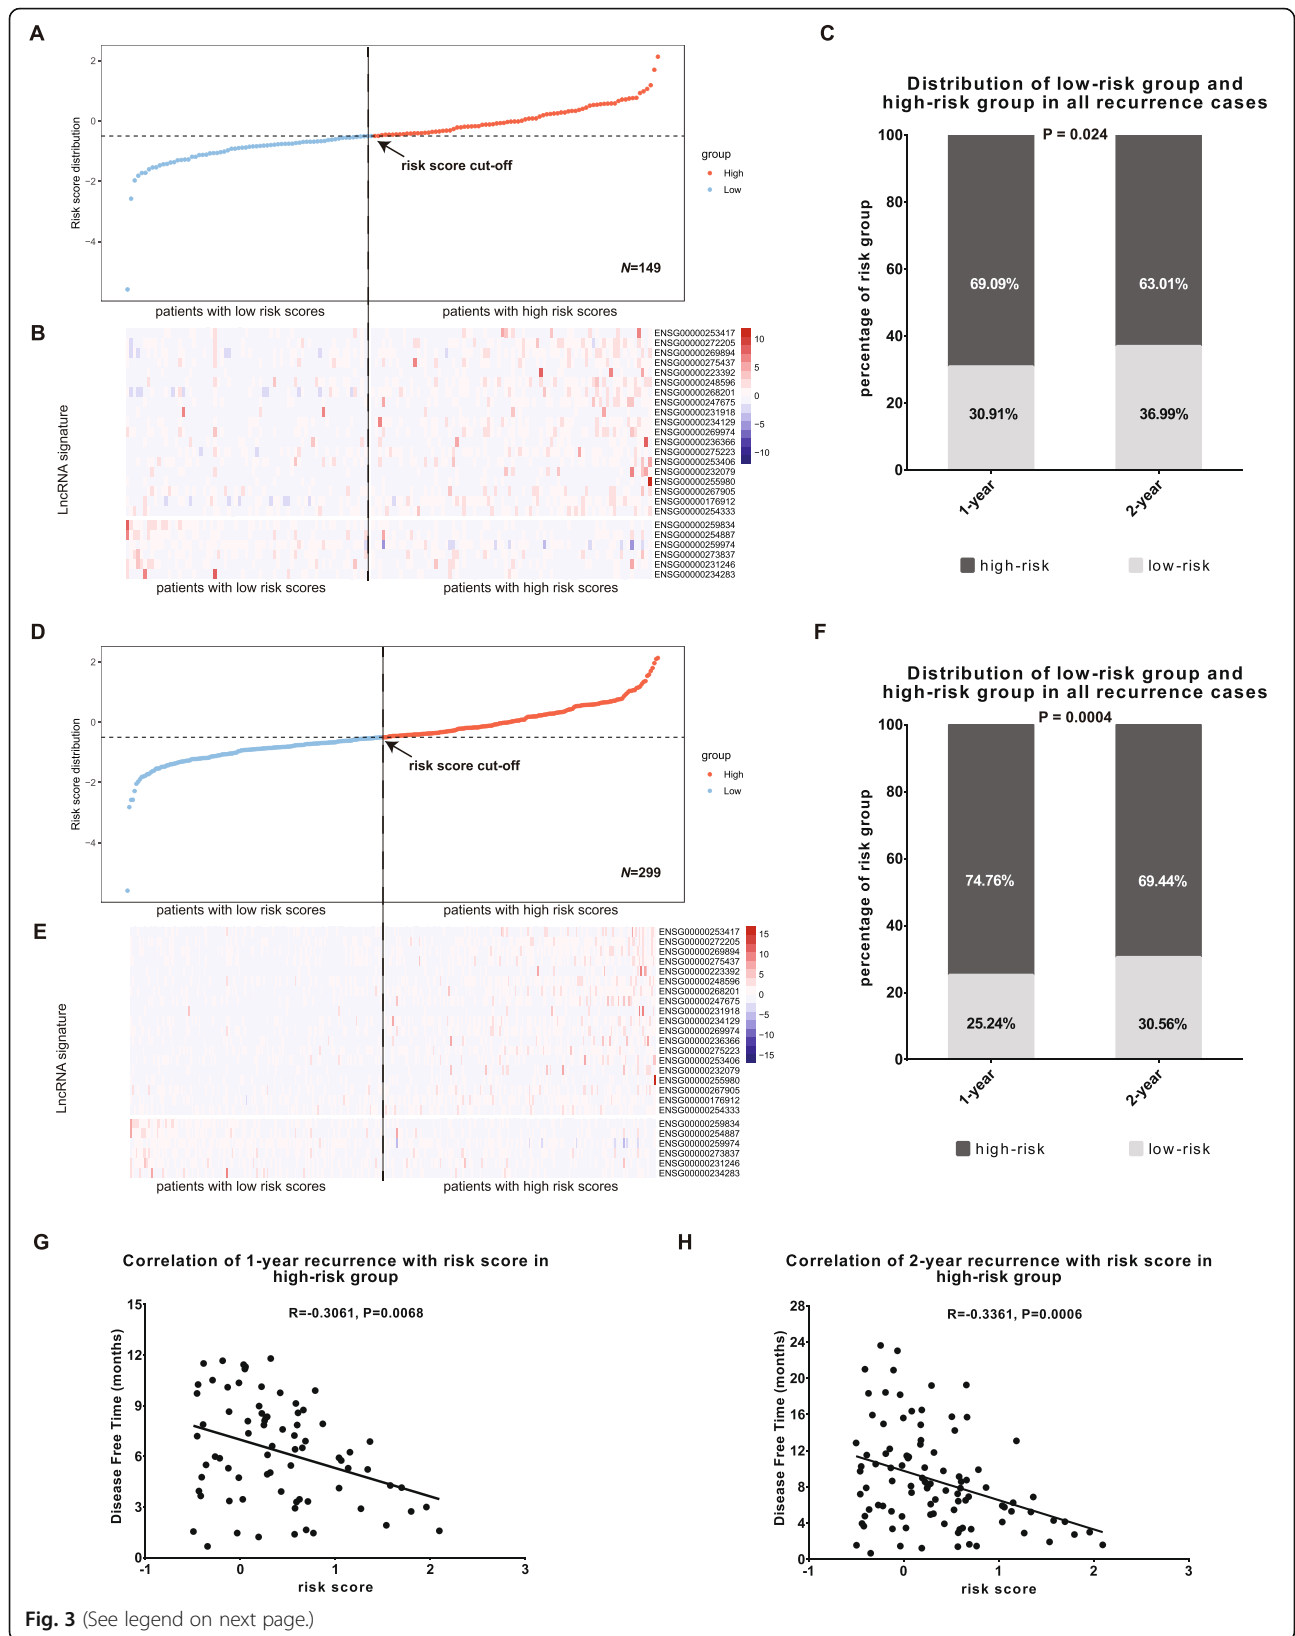 A
2
0
−2
−4
Risk score distribution
risk score cut-off
group
High
Low
N=149
patients with low risk scores
patients with high risk scores
B
LncRNA signature
ENSG00000253417
ENSG00000272205
ENSG00000269894
ENSG00000275437
ENSG00000223392
ENSG00000248596
ENSG00000268201
ENSG00000247675
ENSG00000231918
ENSG00000234129
ENSG00000269974
ENSG00000236366
ENSG00000275223
ENSG00000253406
ENSG00000232079
ENSG00000255980
ENSG00000267905
ENSG00000176912
ENSG00000254333
ENSG00000259834
ENSG00000254887
ENSG00000259974
ENSG00000273837
ENSG00000231246
ENSG00000234283
10
5
0
−5
−10
patients with low risk scores
patients with high risk scores
C
Distribution of low-risk group and
high-risk group in all recurrence cases
P = 0.024
percentage of risk group
100
80
60
40
20
0
69.09%
63.01%
30.91%
36.99%
1-year
2-year
high-risk
low-risk
D
2
0
−2
−4
Risk score distribution
risk score cut-off
group
High
Low
N=299
patients with low risk scores
patients with high risk scores
E
LncRNA signature
ENSG00000253417
ENSG00000272205
ENSG00000269894
ENSG00000275437
ENSG00000223392
ENSG00000248596
ENSG00000268201
ENSG00000247675
ENSG00000231918
ENSG00000234129
ENSG00000269974
ENSG00000236366
ENSG00000275223
ENSG00000253406
ENSG00000232079
ENSG00000255980
ENSG00000267905
ENSG00000176912
ENSG00000254333
ENSG00000259834
ENSG00000254887
ENSG00000259974
ENSG00000273837
ENSG00000231246
ENSG00000234283
15
10
5
0
−5
−10
−15
patients with low risk scores
patients with high risk scores
F
Distribution of low-risk group and
high-risk group in all recurrence cases
P = 0.0004
percentage of risk group
100
80
60
40
20
0
74.76%
69.44%
25.24%
30.56%
1-year
2-year
high-risk
low-risk
G
Correlation of 1-year recurrence with risk score in
high-risk group
R=-0.3061, P=0.0068
Disease Free Time (months)
15
12
9
6
3
0
-1
0
1
2
3
risk score
H
Correlation of 2-year recurrence with risk score in
high-risk group
R=-0.3361, P=0.0006
Disease Free Time (months)
28
24
20
16
12
8
4
0
-1
0
1
2
3
risk score
Fig. 3 (See legend on next page.)